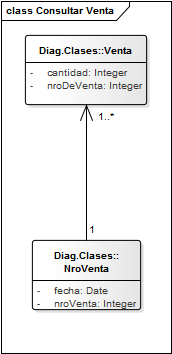 class Consultar Venta
Diag.Clases::Venta
- cantidad: Integer
- nroDeVenta: Integer
1..*
1
Diag.Clases::
NroVenta
- fecha: Date
- nroVenta: Integer